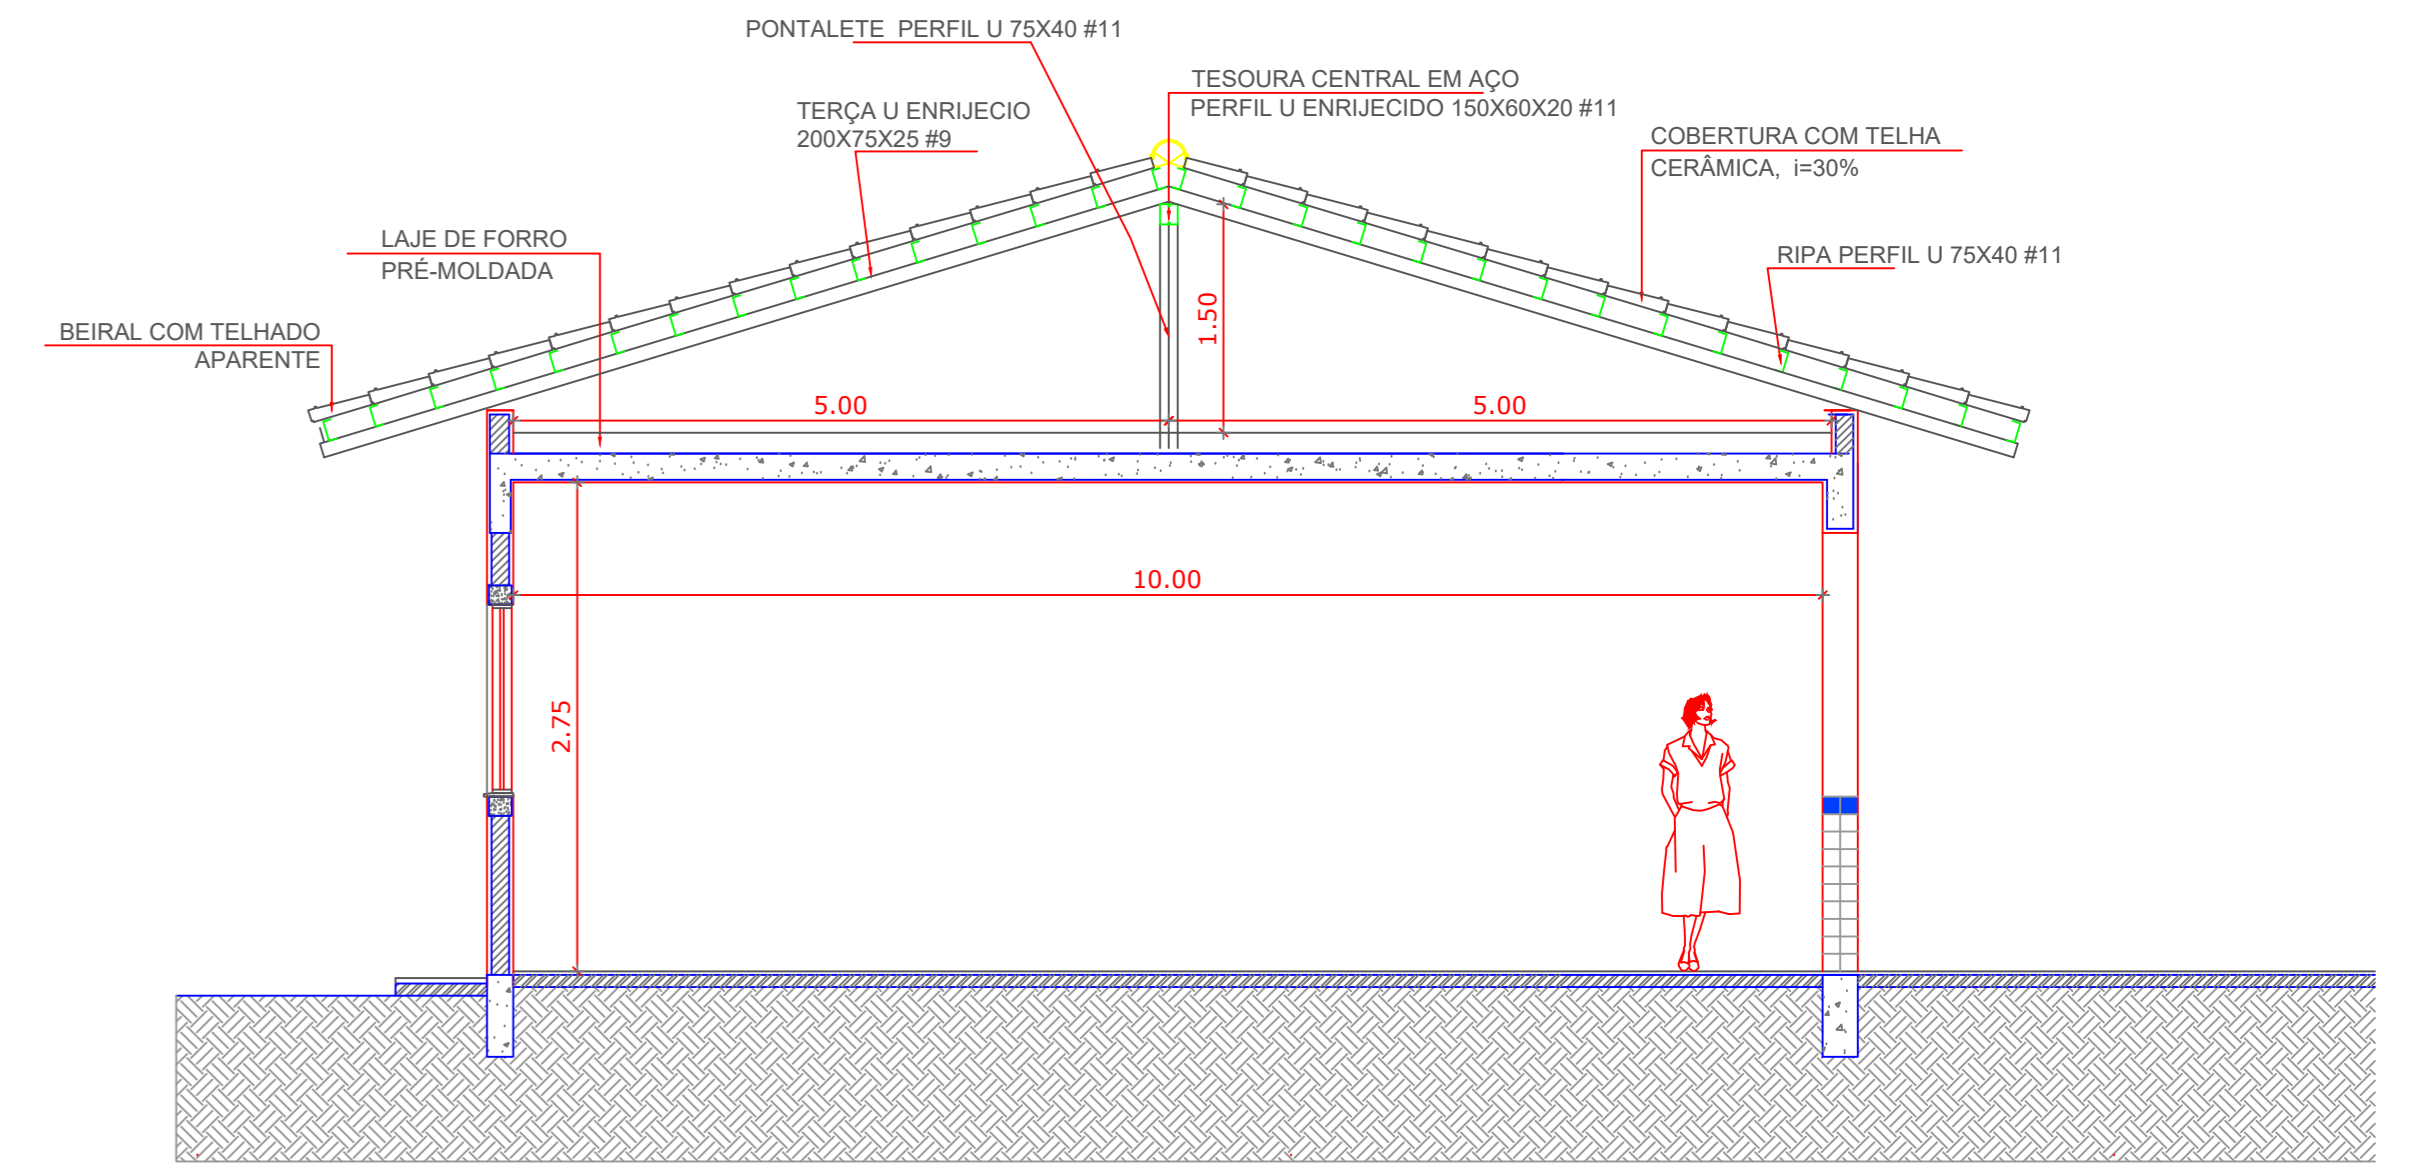 PONTALETE  PERFIL U 75X40 #11
TESOURA CENTRAL EM AÇO
PERFIL U ENRIJECIDO 150X60X20 #11
TERÇA U ENRIJECIO
200X75X25 #9
COBERTURA COM TELHA
CERÂMICA,  i=30%
LAJE DE FORRO
PRÉ-MOLDADA
RIPA PERFIL U 75X40 #11
BEIRAL COM TELHADO
APARENTE
1.50
5.00
5.00
10.00
2.75